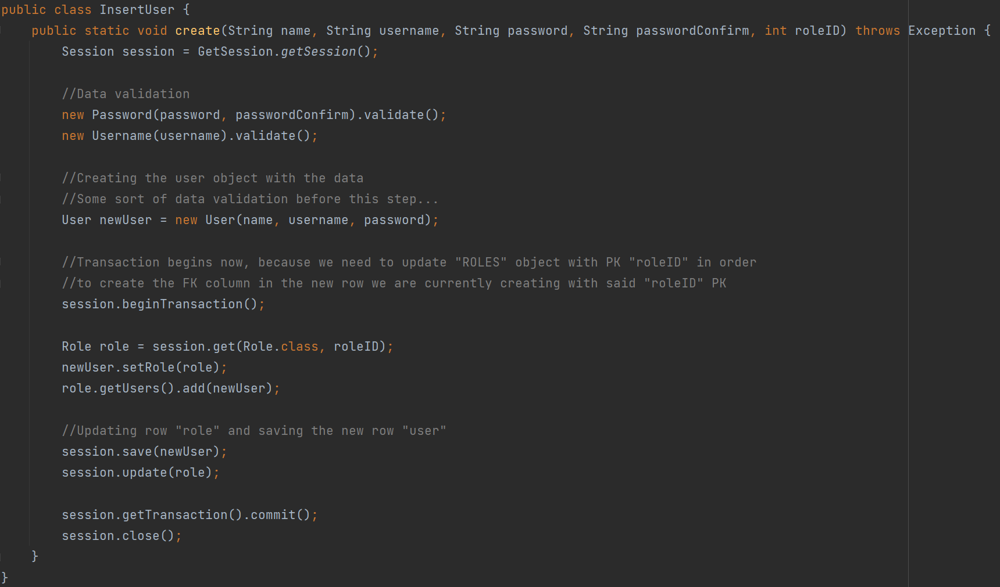 public class InsertUser {
    public static void create(String name, String username, String password, String passwordConfirm, int roleID) throws Exception {
        Session session = GetSession.getSession();
        //Data validation
        new Password(password, passwordConfirm).validate();
        new Username(username).validate();
        //Creating the user object with the data
        //Some sort of data validation before this step...
        User newUser = new User(name, username, password);
        //Transaction begins now, because we need to update "ROLES" object with PK "roleID" in order
        //to create the FK column in the new row we are currently creating with said "roleID" PK
        session.beginTransaction();
        Role role = session.get(Role.class, roleID);
        newUser.setRole(role);
        role.getUsers().add(newUser);
        //Updating row "role" and saving the new row "user"
        session.save(newUser);
        session.update(role);
        session.getTransaction().commit();
        session.close();
    }
}